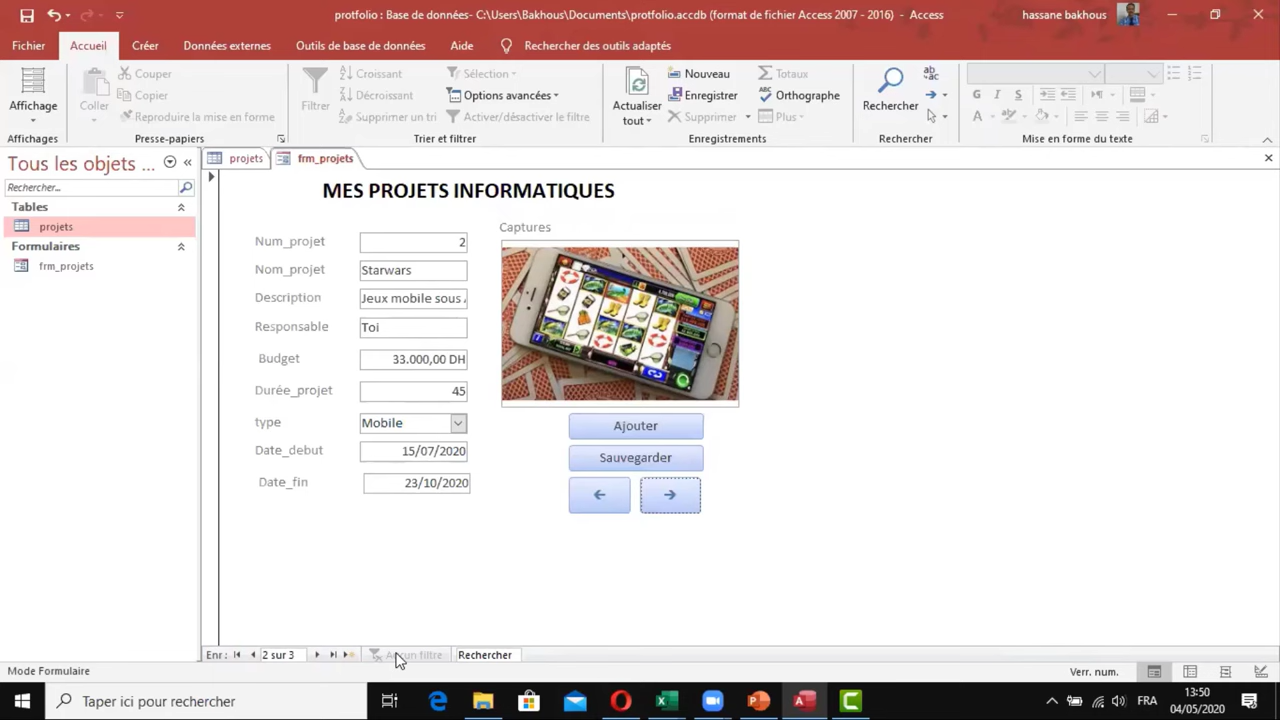 protfolio : Base de données- C:\Users\Bakhous\Documents\protfolio.accdb (format de fichier Access 2007 - 2016) - Access
hassane bakhous
Fichier
Accueil
Créer
Données externes
Outils de base de données
Aide
Rechercher des outils adaptés
Affichage
Affichages
Coller
Couper
Copier
Reproduire la mise en forme
Presse-papiers
Filtrer
Croissant
Décroissant
Supprimer un tri
Sélection
Options avancées
Activer/désactiver le filtre
Trier et filtrer
Actualiser tout
Nouveau
Enregistrer
Supprimer
Totaux
Orthographe
Plus
Enregistrements
Rechercher
Rechercher
G I S
A
Mise en forme du texte
Tous les objets ...
Rechercher...
Tables
projets
Formulaires
frm_projets
projets
frm_projets
MES PROJETS INFORMATIQUES
Num_projet 2
Nom_projet Starwars
Description Jeux mobile sous
Responsable Toi
Budget 33.000,00 DH
Durée_projet 45
type Mobile
Date_debut 15/07/2020
Date_fin 23/10/2020
Captures
Ajouter
Sauvegarder
Enr : 2 sur 3 Aucun filtre Rechercher
Mode Formulaire
Verr. num.
Taper ici pour rechercher
FRA
13:50
04/05/2020